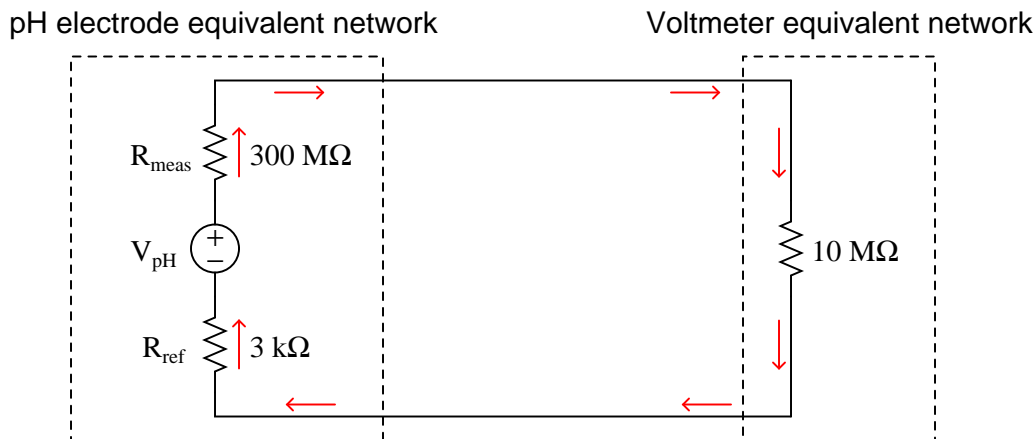 pH electrode equivalent network
Voltmeter equivalent network
R_meas 300 MΩ
V_pH + −
10 MΩ
R_ref 3 kΩ